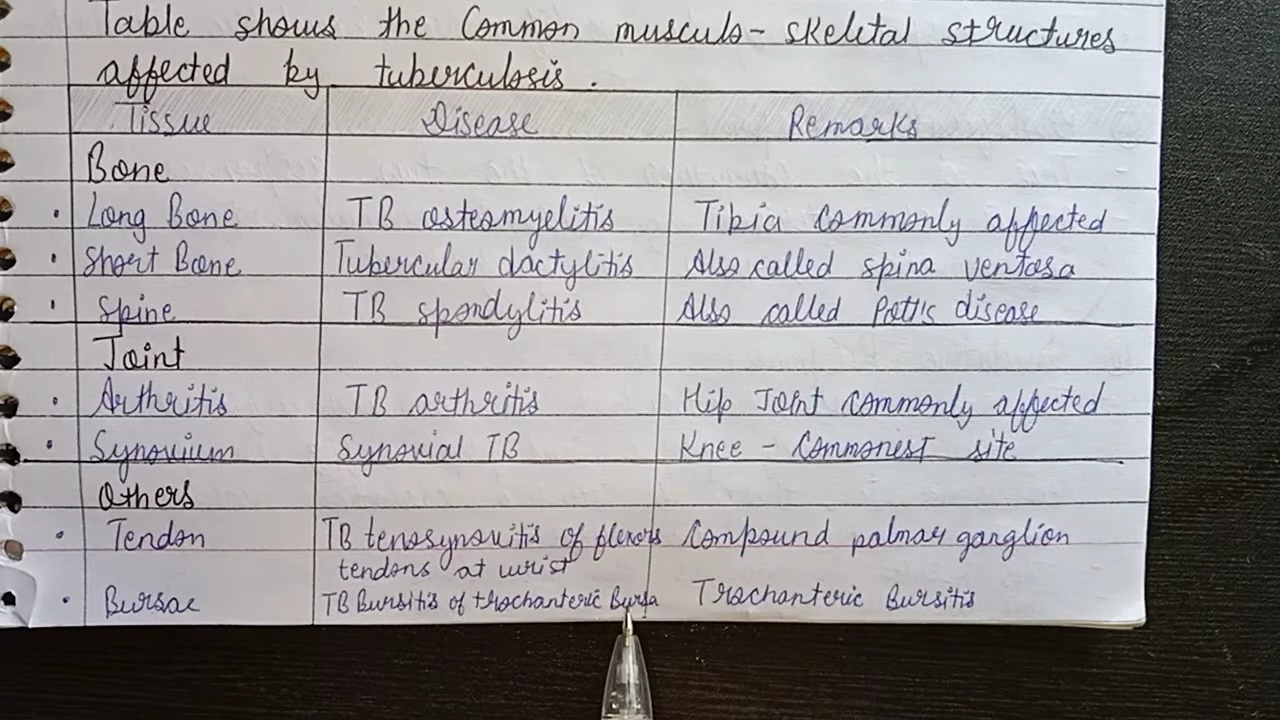 Table shows the Common musculo-skeletal structures
affected by tuberculosis.
Tissue Disease Remarks
Bone
• Long Bone TB osteomyelitis Tibia commonly affected
• Short Bone Tubercular dactylitis Also called spina ventosa
• Spine TB spondylitis Also called Pott's disease
Joint
• Arthritis TB arthritis Hip Joint commonly affected
• Synovium Synovial TB Knee - Commonest site
Others
• Tendon TB tenosynovitis of flexors Compound palmar ganglion
tendons at wrist
• Bursae TB Bursitis of trochanteric Bursa Trochanteric Bursitis